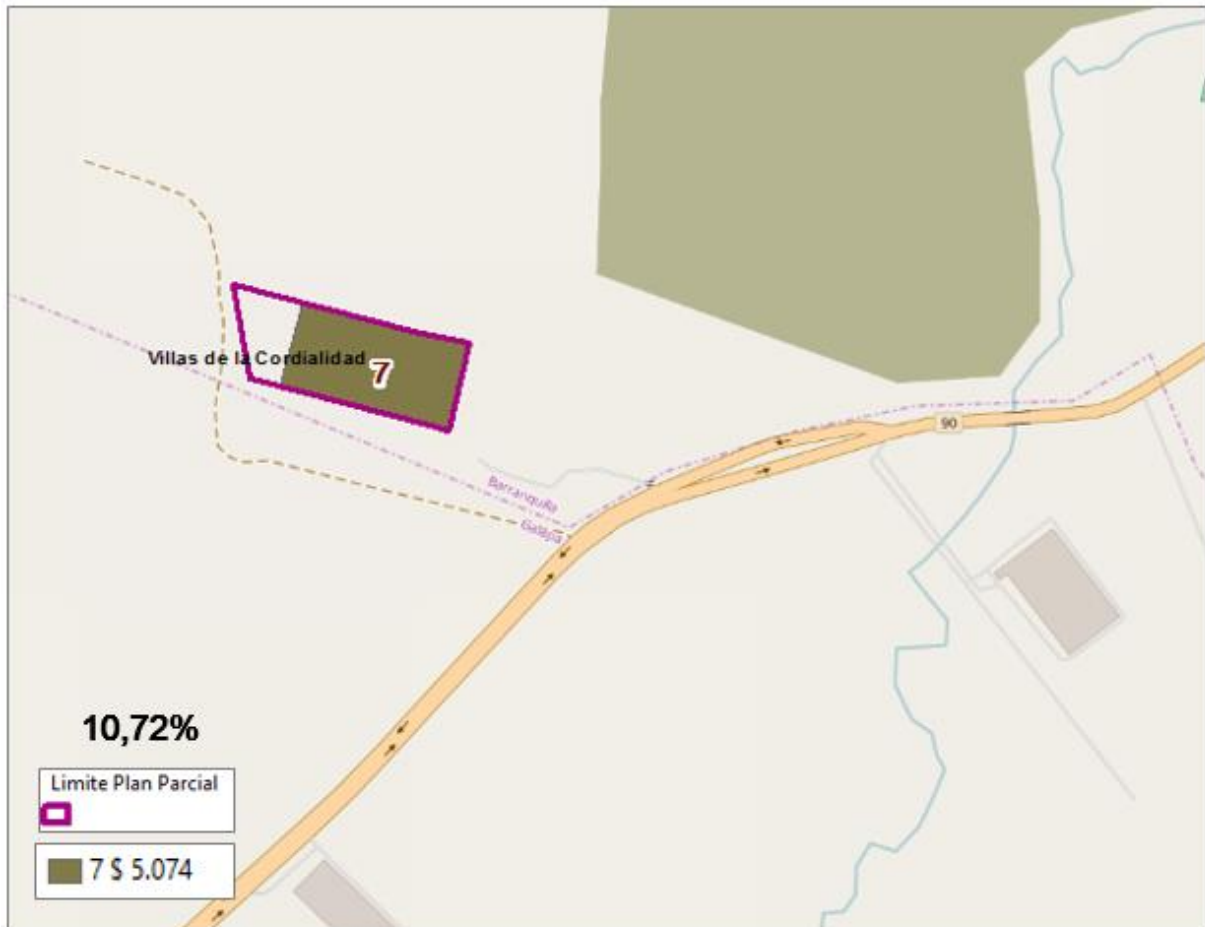 Villas de la Cordialidad
7
90
Barranquilla
Galapa
10,72%
Limite Plan Parcial
7 $ 5.074